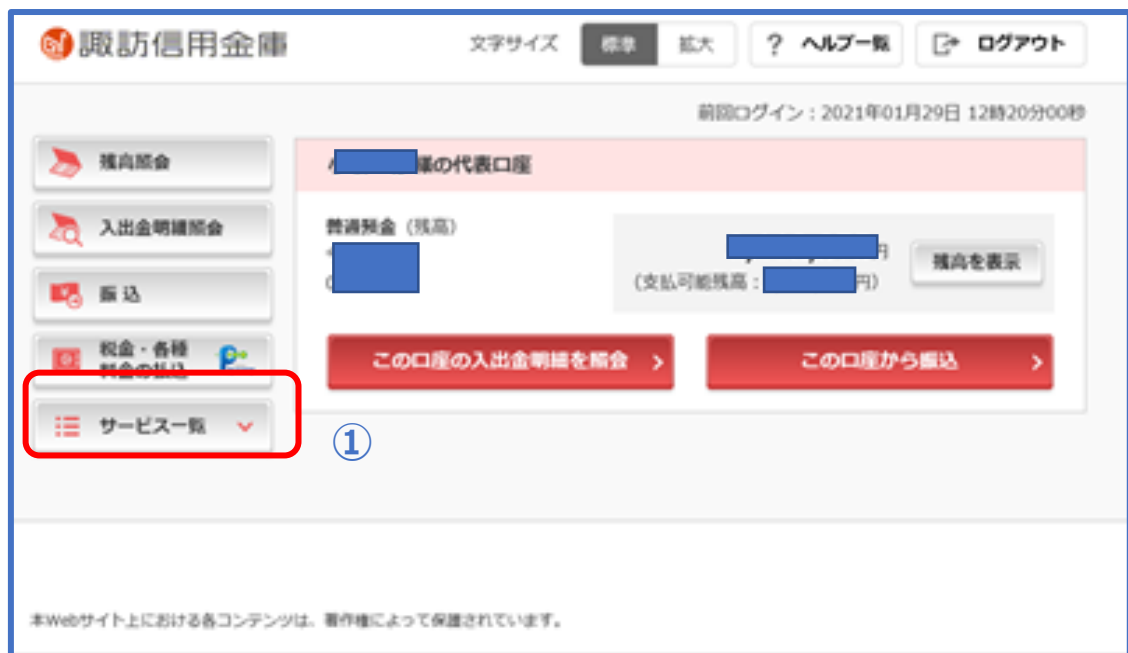 諏訪信用金庫
文字サイズ 標準 拡大 ? ヘルプ一覧 ログアウト
前回ログイン：2021年01月29日 12時20分00秒
残高照会
様の代表口座
入出金明細照会
普通預金（残高）
円
残高を表示
（支払可能残高： 円）
振込
税金・各種
料金の払込
この口座の入出金明細を照会
この口座から振込
サービス一覧
①
本Webサイト上における各コンテンツは、著作権によって保護されています。